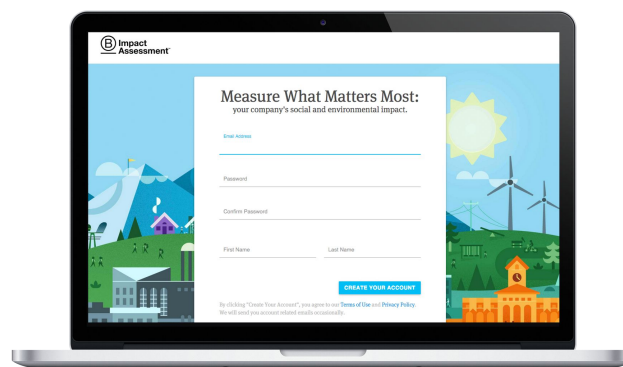 B Impact
Assessment
Measure What Matters Most:
your company's social and environmental impact.
Email Address
Password
Confirm Password
First Name Last Name
CREATE YOUR ACCOUNT
By clicking "Create Your Account", you agree to our Terms of Use and Privacy Policy.
We will send you account related emails occasionally.